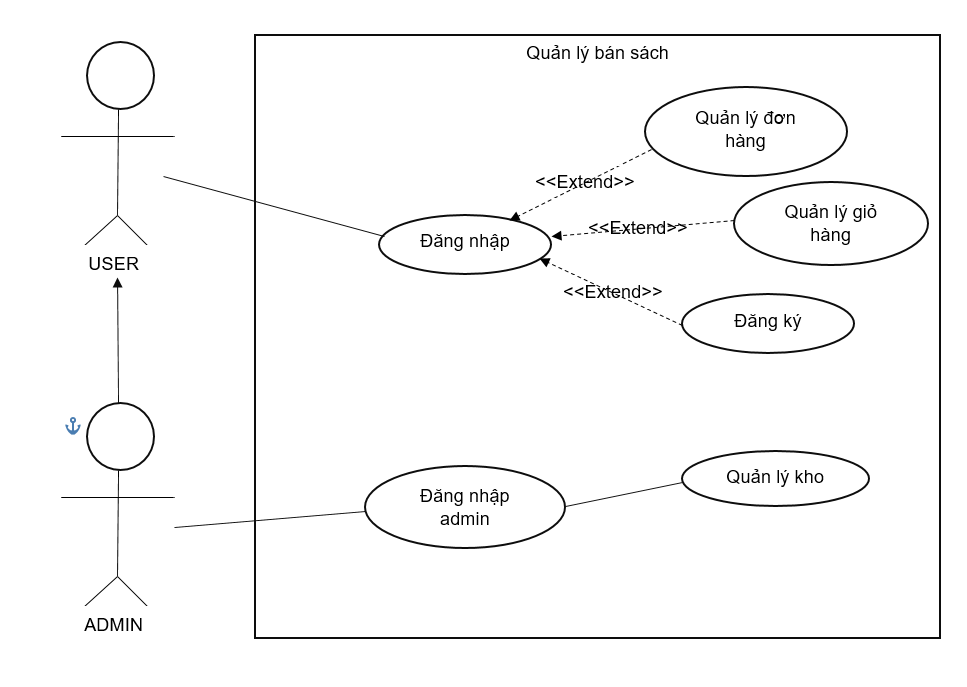 Quản lý bán sách
Quản lý đơn
hàng
<<Extend>>
Quản lý giỏ
hàng
<<Extend>>
Đăng nhập
USER
<<Extend>>
Đăng ký
Đăng nhập
admin
Quản lý kho
ADMIN